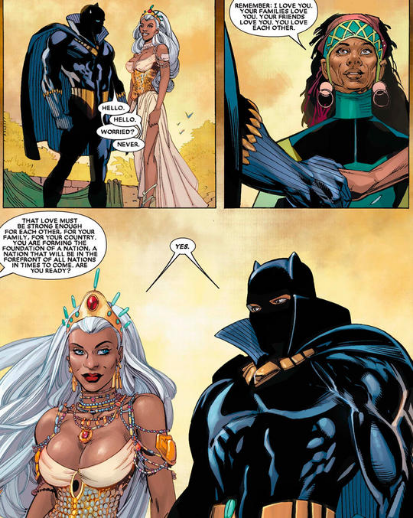 HELLO.
HELLO.
WORRIED?
NEVER.
REMEMBER: I LOVE YOU.
YOUR FAMILIES LOVE
YOU. YOUR FRIENDS
LOVE YOU. YOU LOVE
EACH OTHER.
THAT LOVE MUST
BE STRONG ENOUGH
FOR EACH OTHER. FOR YOUR
FAMILY. FOR YOUR COUNTRY.
YOU ARE FORMING THE
FOUNDATION OF A NATION, A
NATION THAT WILL BE IN THE
FOREFRONT OF ALL NATIONS
IN TIMES TO COME. ARE
YOU READY?
YES.